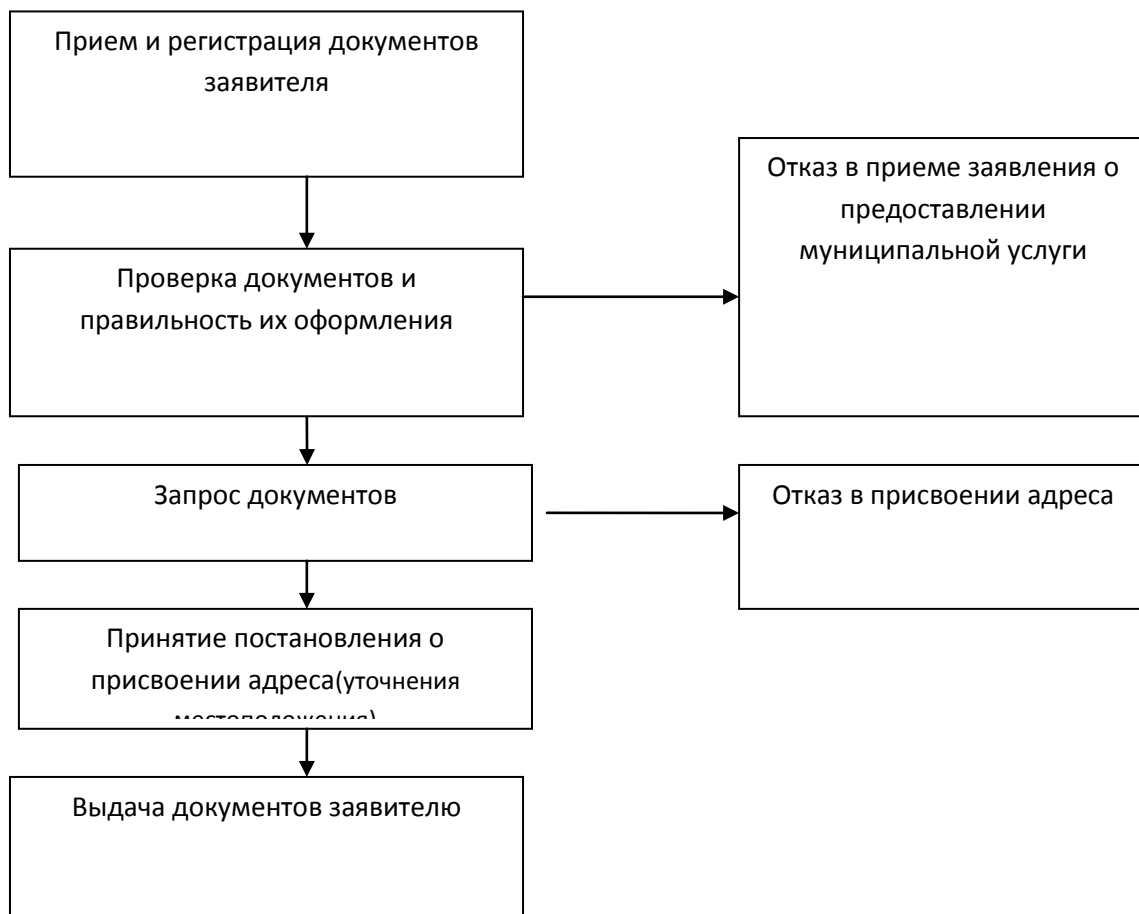 Прием и регистрация документов
заявителя
Отказ в приеме заявления о
предоставлении
муниципальной услуги
Проверка документов и
правильность их оформления
Запрос документов
Отказ в присвоении адреса
Принятие постановления о
присвоении адреса(уточнения
местоположения)
Выдача документов заявителю